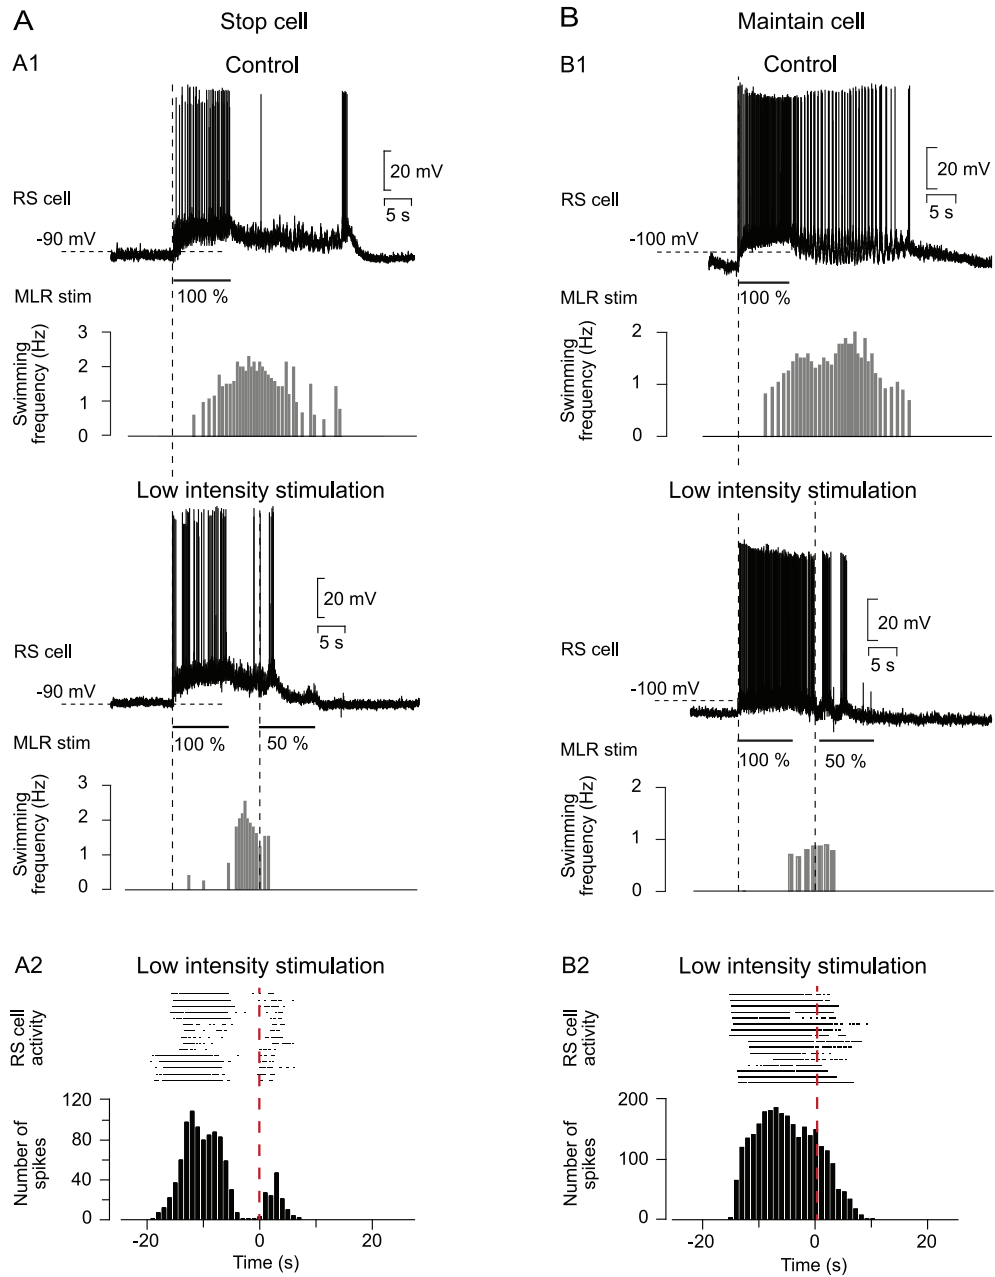 A
Stop cell
A1
Control
20 mV
5 s
RS cell
-90 mV
MLR stim
100 %
Swimming
frequency (Hz)
3
2
1
0
Low intensity stimulation
20 mV
5 s
RS cell
-90 mV
MLR stim
100 %
50 %
Swimming
frequency (Hz)
3
2
1
0
A2
Low intensity stimulation
RS cell
activity
Number of
spikes
120
80
40
0
-20
0
20
Time (s)
B
Maintain cell
B1
Control
20 mV
5 s
RS cell
-100 mV
MLR stim
100 %
Swimming
frequency (Hz)
2
1
0
Low intensity stimulation
20 mV
5 s
RS cell
-100 mV
MLR stim
100 %
50 %
Swimming
frequency (Hz)
2
1
0
B2
Low intensity stimulation
RS cell
activity
Number of
spikes
200
100
0
-20
0
20
Time (s)